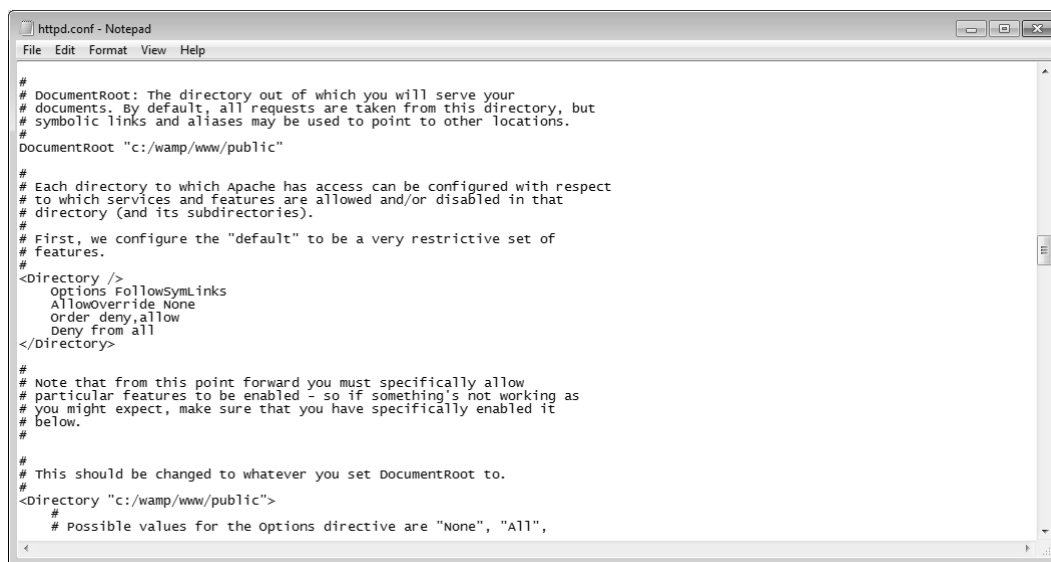 httpd.conf - Notepad
File Edit Format View Help
#
# DocumentRoot: The directory out of which you will serve your
# documents. By default, all requests are taken from this directory, but
# symbolic links and aliases may be used to point to other locations.
#
DocumentRoot "c:/wamp/www/public"
#
# Each directory to which Apache has access can be configured with respect
# to which services and features are allowed and/or disabled in that
# directory (and its subdirectories).
#
# First, we configure the "default" to be a very restrictive set of
# features.
#
<Directory />
    Options FollowSymLinks
    AllowOverride None
    Order deny,allow
    Deny from all
</Directory>
#
# Note that from this point forward you must specifically allow
# particular features to be enabled - so if something's not working as
# you might expect, make sure that you have specifically enabled it
# below.
#
#
# This should be changed to whatever you set DocumentRoot to.
#
<Directory "c:/wamp/www/public">
    #
    # Possible values for the Options directive are "None", "All",